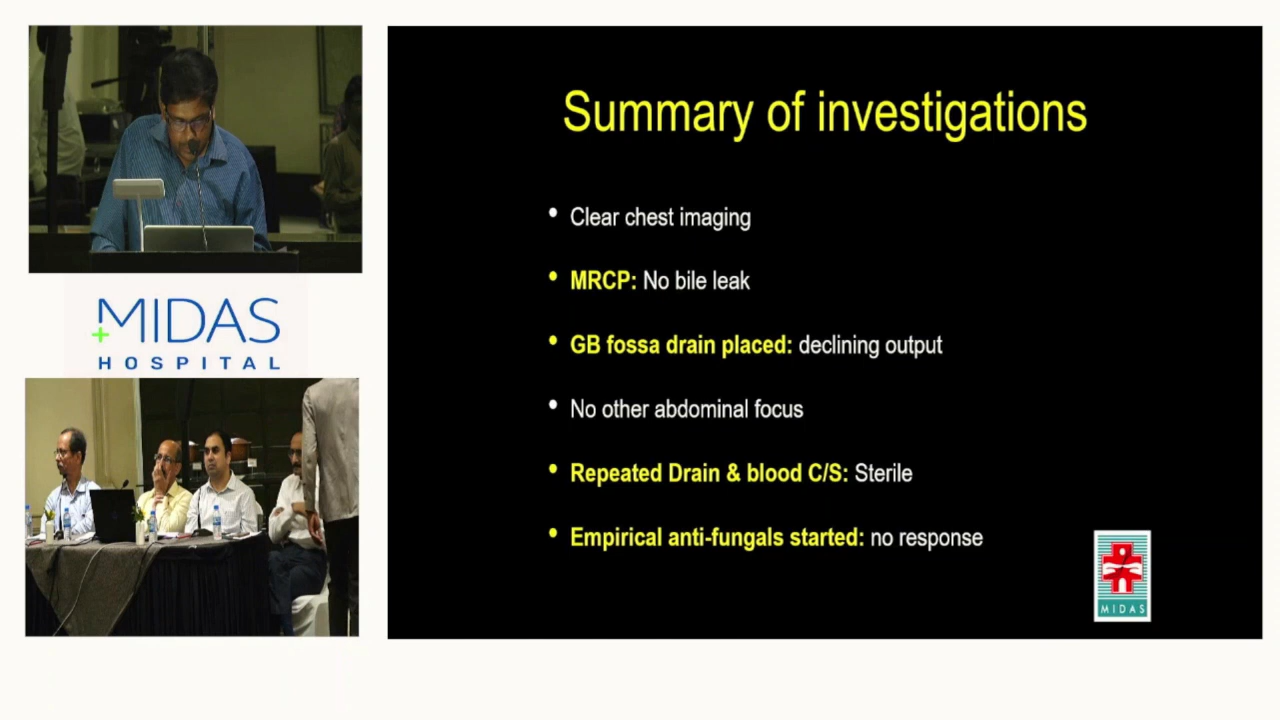 MIDAS
HOSPITAL
Summary of investigations
• Clear chest imaging
• MRCP: No bile leak
• GB fossa drain placed: declining output
• No other abdominal focus
• Repeated Drain & blood C/S: Sterile
• Empirical anti-fungals started: no response
MIDAS